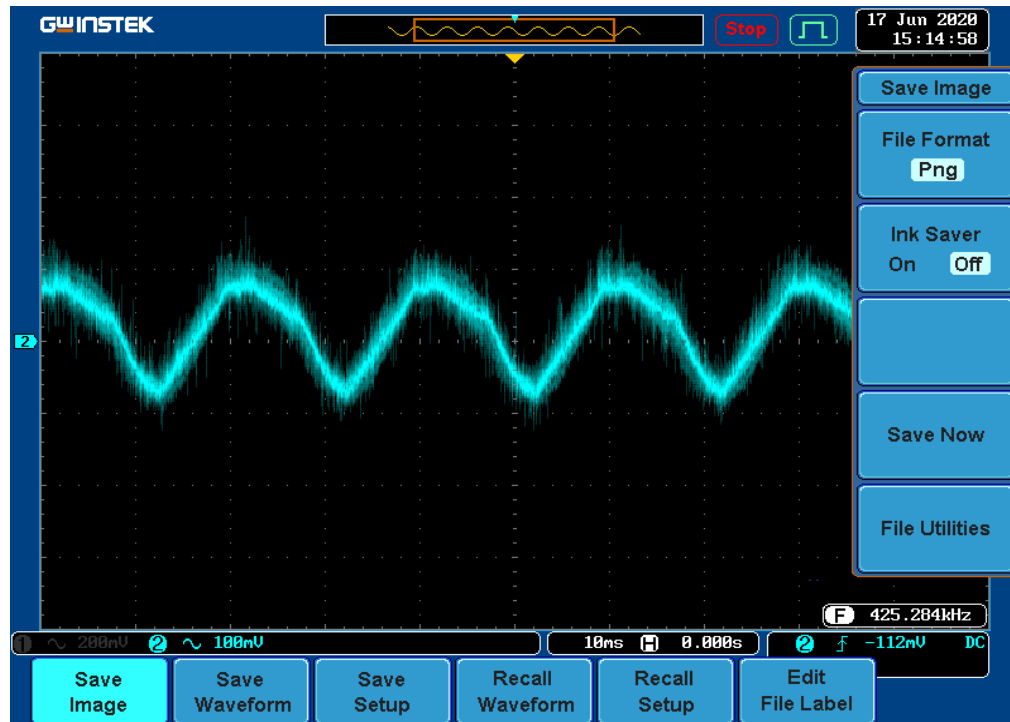 GWINSTEK
Stop
17 Jun 2020
15:14:58
Save Image
File Format
Png
Ink Saver
On Off
2
Save Now
File Utilities
F 425.284kHz
1 ~ 200mV 2 ~ 100mV
10ms H 0.000s
2 -112mV DC
Save Image
Save Waveform
Save Setup
Recall Waveform
Recall Setup
Edit File Label